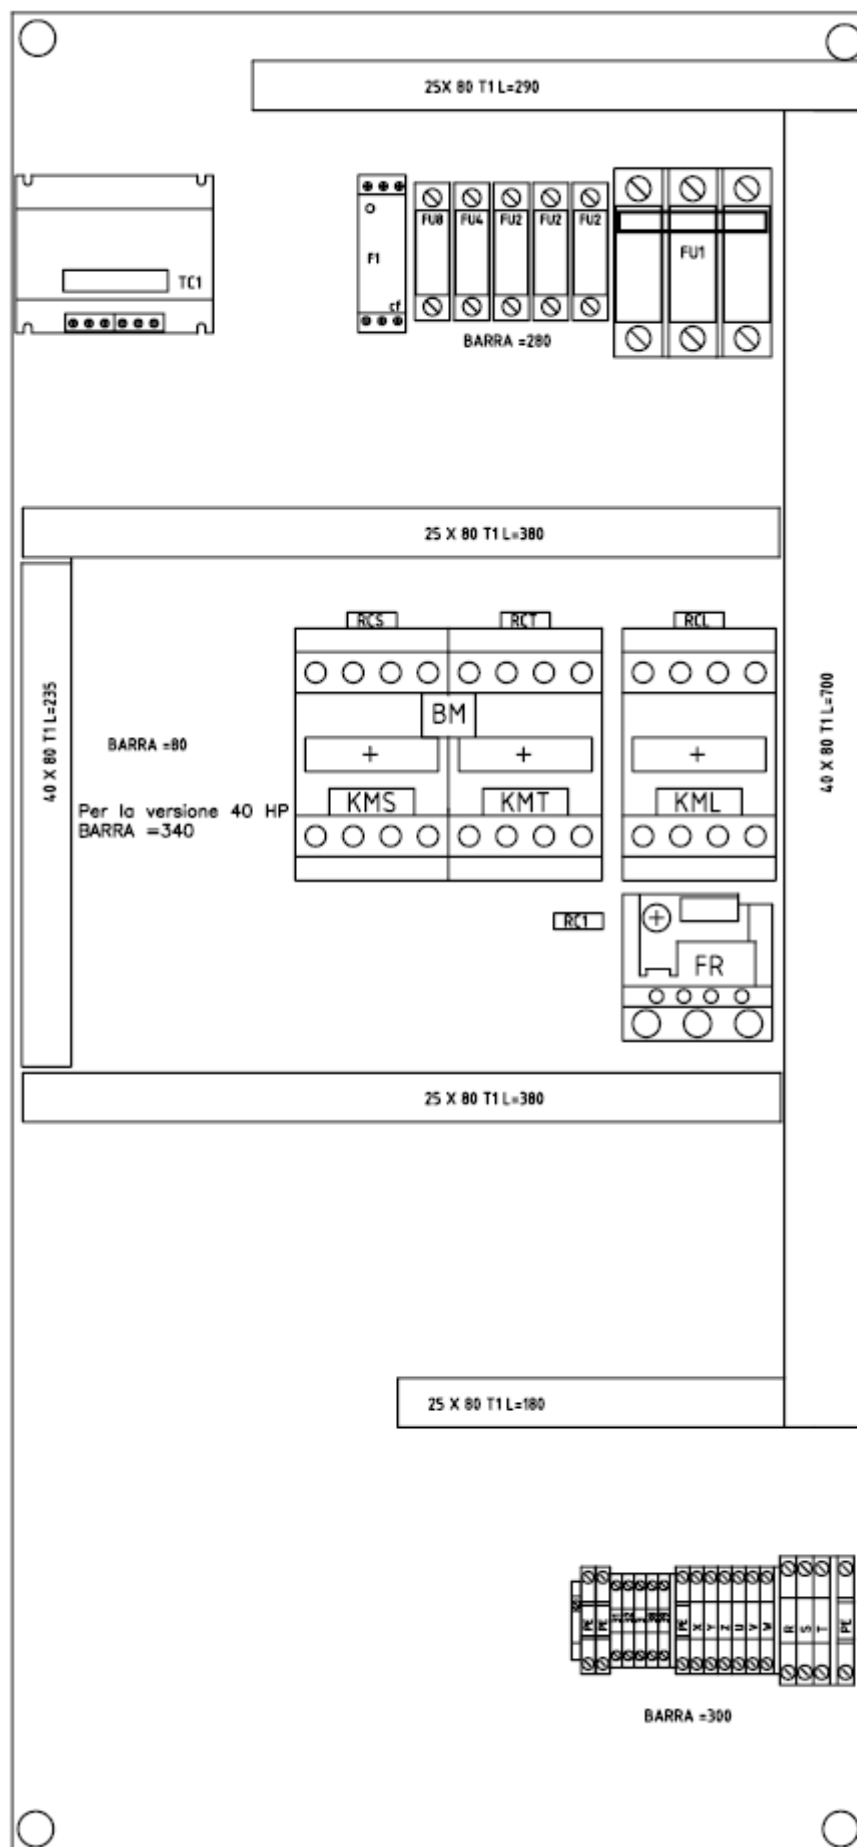 25X 80 T1 L=290
TC1
F1
cf
FU8
FU4
FU2
FU2
FU2
FU1
BARRA =280
25 X 80 T1 L=380
40 X 80 T1 L=235
RCS
RCT
RCL
BM
BARRA =80
KMS
KMT
KML
Per la versione 40 HP
BARRA =340
40 X 80 T1 L=700
RC1
FR
25 X 80 T1 L=380
25 X 80 T1 L=180
PE
PE
PE
X
Y
Z
U
V
W
R
S
T
PE
BARRA =300